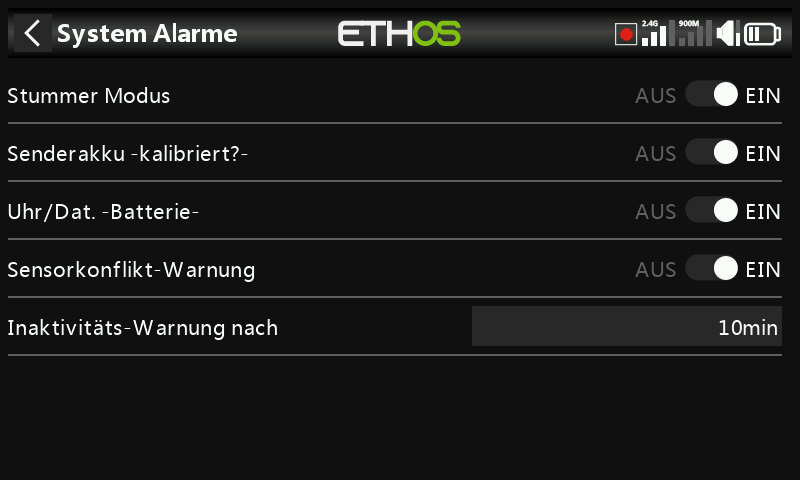 System Alarme ETHOS 2.4G 900M
Stummer Modus AUS EIN
Senderakku -kalibriert?- AUS EIN
Uhr/Dat. -Batterie- AUS EIN
Sensorkonflikt-Warnung AUS EIN
Inaktivitäts-Warnung nach 10min